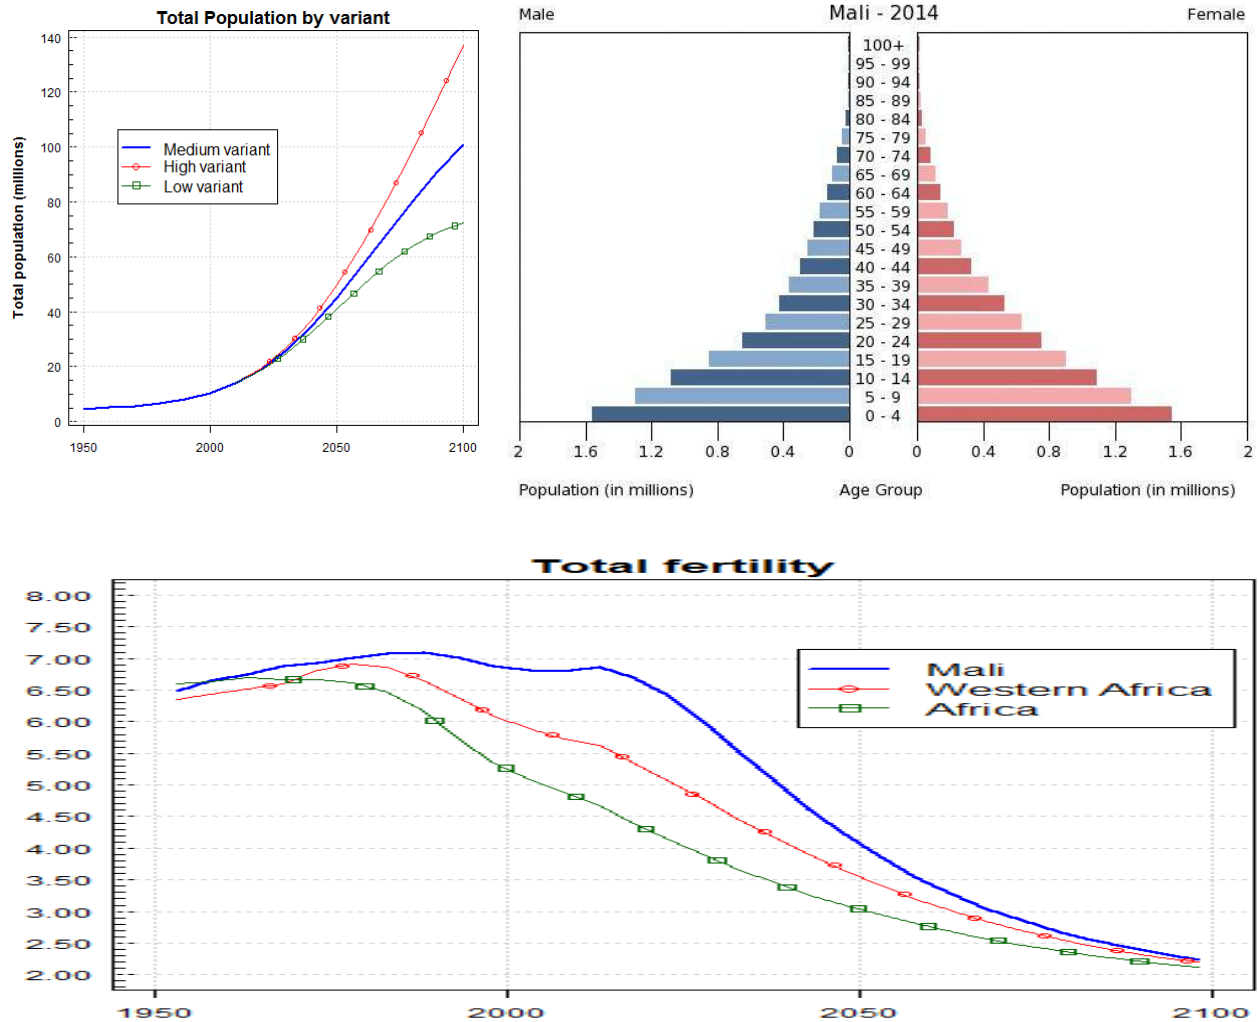 Total Population by variant
Total population (millions)
140
120
100
80
60
40
20
0
1950 2000 2050 2100
Medium variant
High variant
Low variant
Male Mali - 2014 Female
100+
95 - 99
90 - 94
85 - 89
80 - 84
75 - 79
70 - 74
65 - 69
60 - 64
55 - 59
50 - 54
45 - 49
40 - 44
35 - 39
30 - 34
25 - 29
20 - 24
15 - 19
10 - 14
5 - 9
0 - 4
2 1.6 1.2 0.8 0.4 0 0 0.4 0.8 1.2 1.6 2
Population (in millions) Age Group Population (in millions)
Total fertility
8.00
7.50
7.00
6.50
6.00
5.50
5.00
4.50
4.00
3.50
3.00
2.50
2.00
Mali
Western Africa
Africa
1950 2000 2050 2100